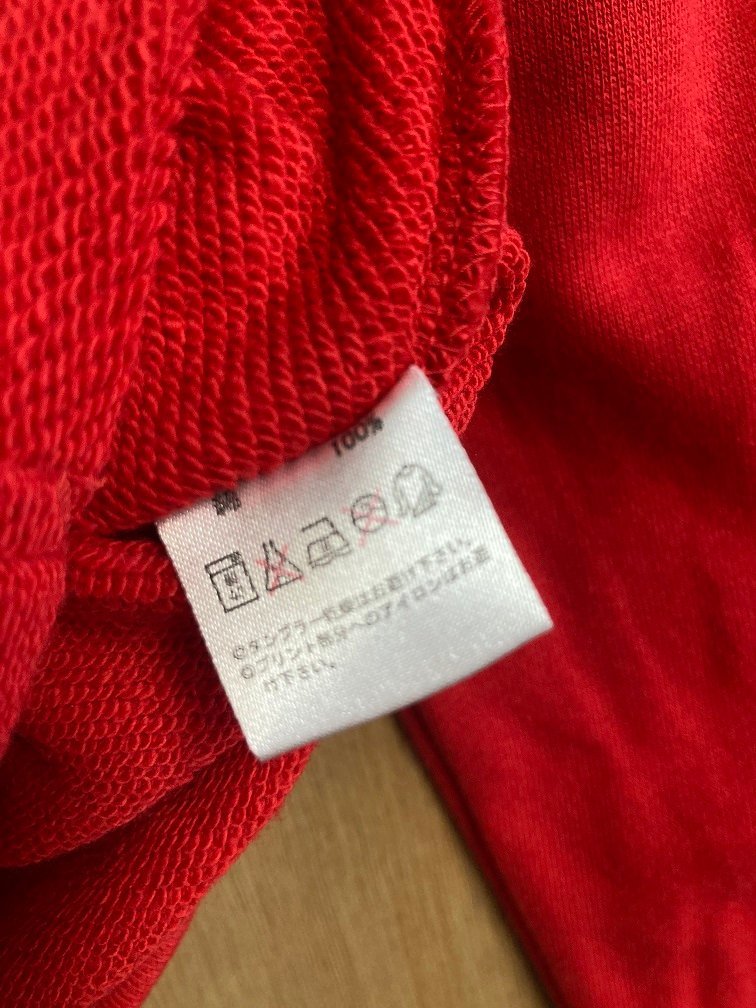 綿 100%
◎タンブラー乾燥はお避け下さい。
◎プリント部分へのアイロンはお避
け下さい。